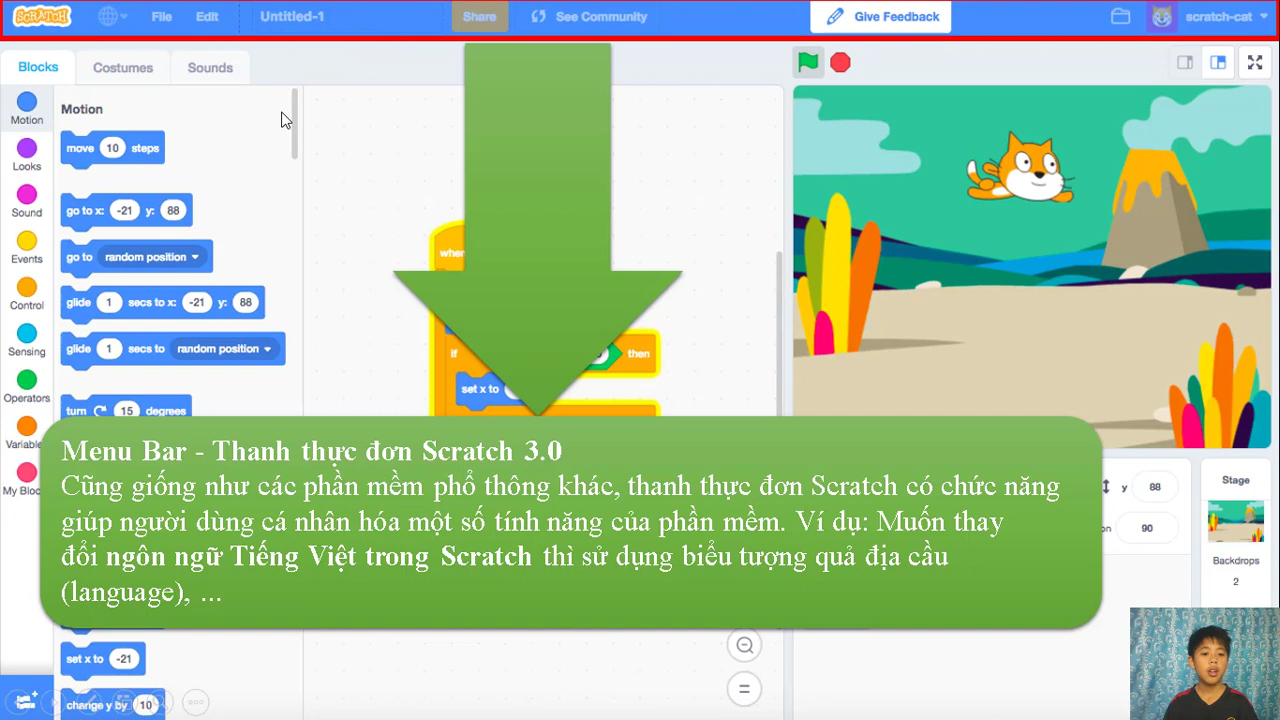 SCRATCH
File Edit Untitled-1 Share See Community Give Feedback scratch-cat
Blocks Costumes Sounds
Motion
Looks
Sound
Events
Control
Sensing
Operators
My
Motion
move 10 steps
go to x: -21 y: 88
go to random position
glide 1 secs to x: -21 y: 88
glide 1 secs to random position
turn 15 degrees
set x to -21
change y by 10
when
if then
set x to
Menu Bar - Thanh thực đơn Scratch 3.0
Cũng giống như các phần mềm phổ thông khác, thanh thực đơn Scratch có chức năng
giúp người dùng cá nhân hóa một số tính năng của phần mềm. Ví dụ: Muốn thay
đổi ngôn ngữ Tiếng Việt trong Scratch thì sử dụng biểu tượng quả địa cầu
(language), ...
y 88
90
Stage
Backdrops
2